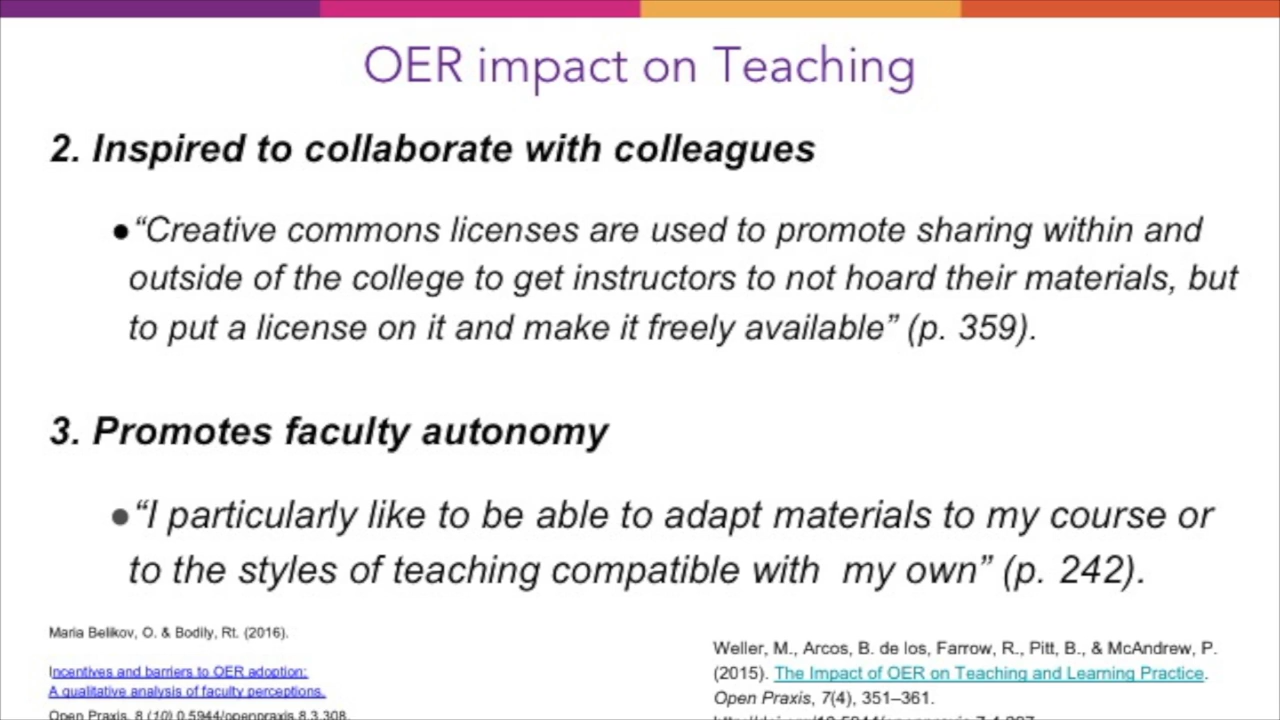 OER impact on Teaching
2. Inspired to collaborate with colleagues
●“Creative commons licenses are used to promote sharing within and
outside of the college to get instructors to not hoard their materials, but
to put a license on it and make it freely available” (p. 359).
3. Promotes faculty autonomy
●“I particularly like to be able to adapt materials to my course or
to the styles of teaching compatible with  my own” (p. 242).
Maria Belikov, O. & Bodily, Rt. (2016).
Incentives and barriers to OER adoption:
A qualitative analysis of faculty perceptions.
Open Praxis, 8 (10) 0.5944/openpraxis.8.3.308.
Weller, M., Arcos, B. de los, Farrow, R., Pitt, B., & McAndrew, P.
(2015). The Impact of OER on Teaching and Learning Practice.
Open Praxis, 7(4), 351–361.